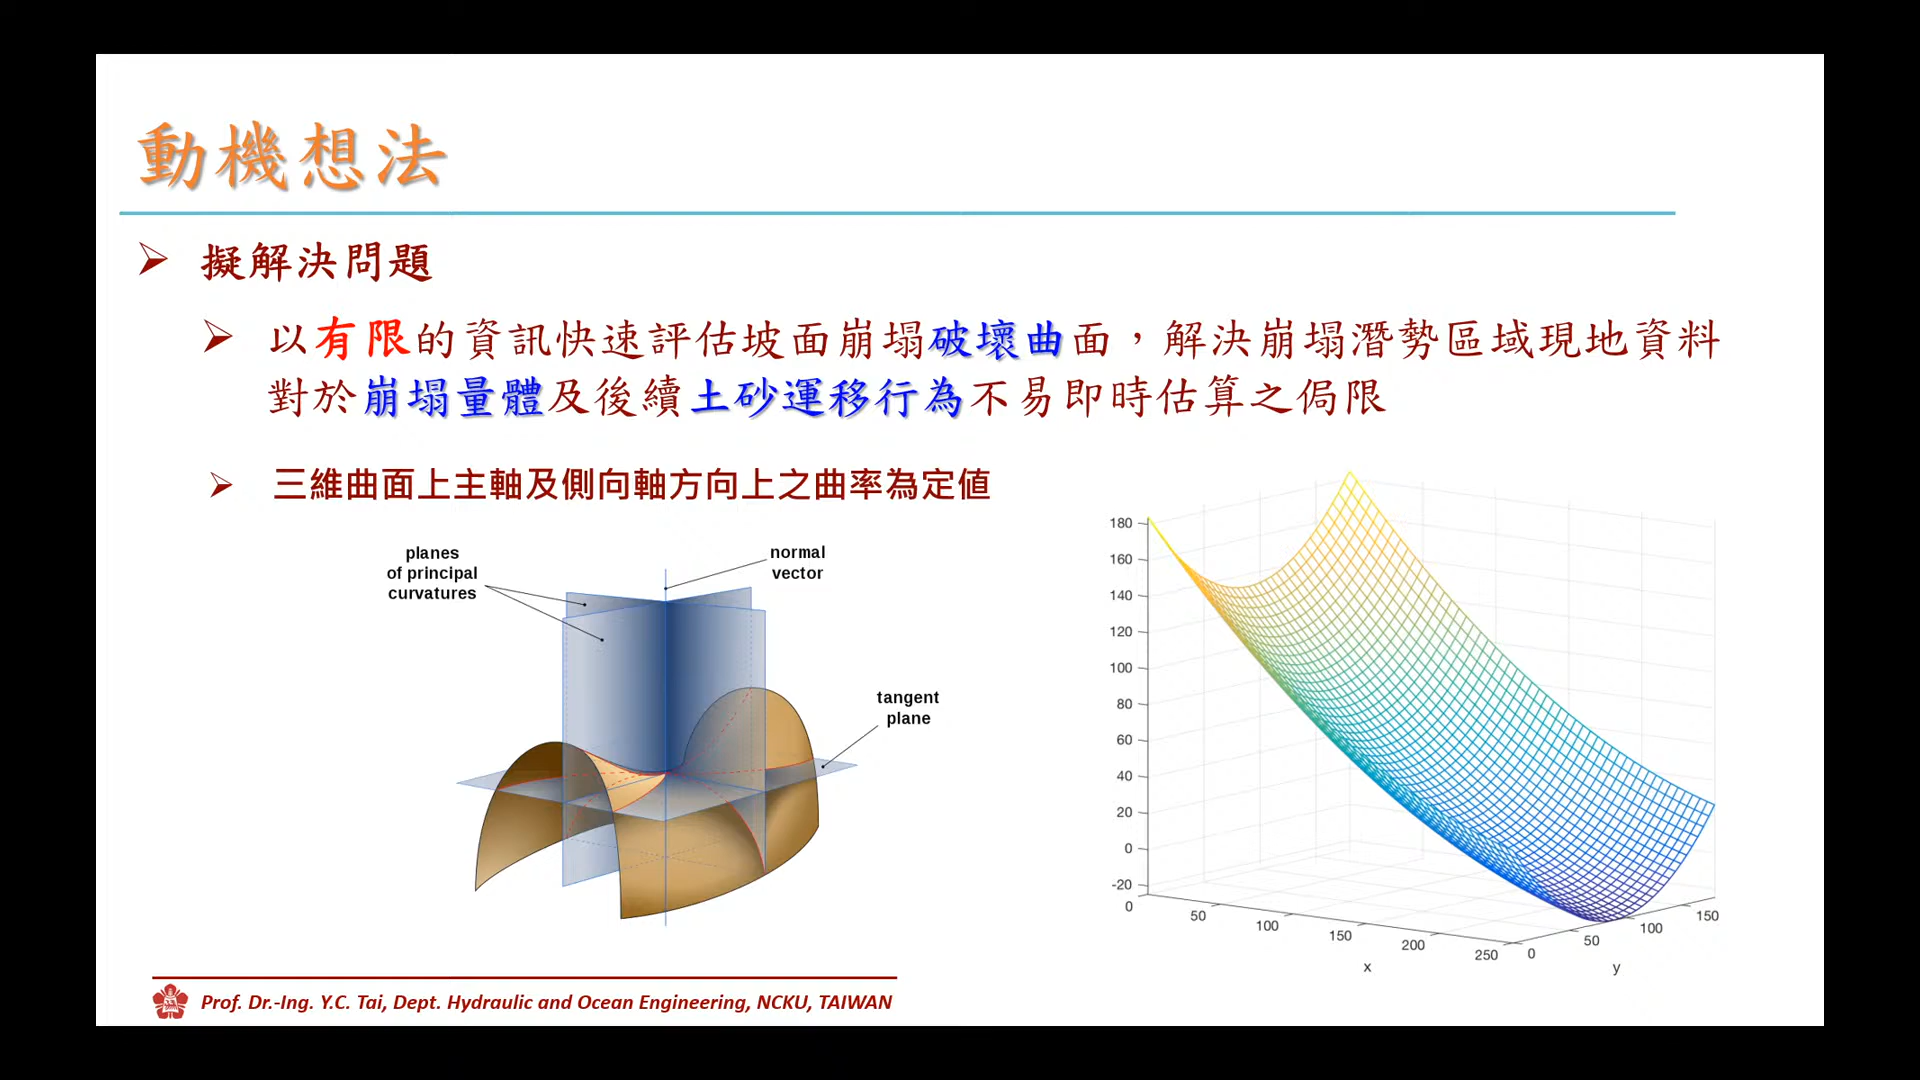 動機想法
擬解決問題
以有限的資訊快速評估坡面崩塌破壞曲面，解決崩塌潛勢區域現地資料
對於崩塌量體及後續土砂運移行為不易即時估算之侷限
三維曲面上主軸及側向軸方向上之曲率為定值
planes
of principal
curvatures
normal
vector
tangent
plane
180
160
140
120
100
80
60
40
20
0
-20
0
50
100
150
200
250
x
0
50
100
150
y
Prof. Dr.-Ing. Y.C. Tai, Dept. Hydraulic and Ocean Engineering, NCKU, TAIWAN